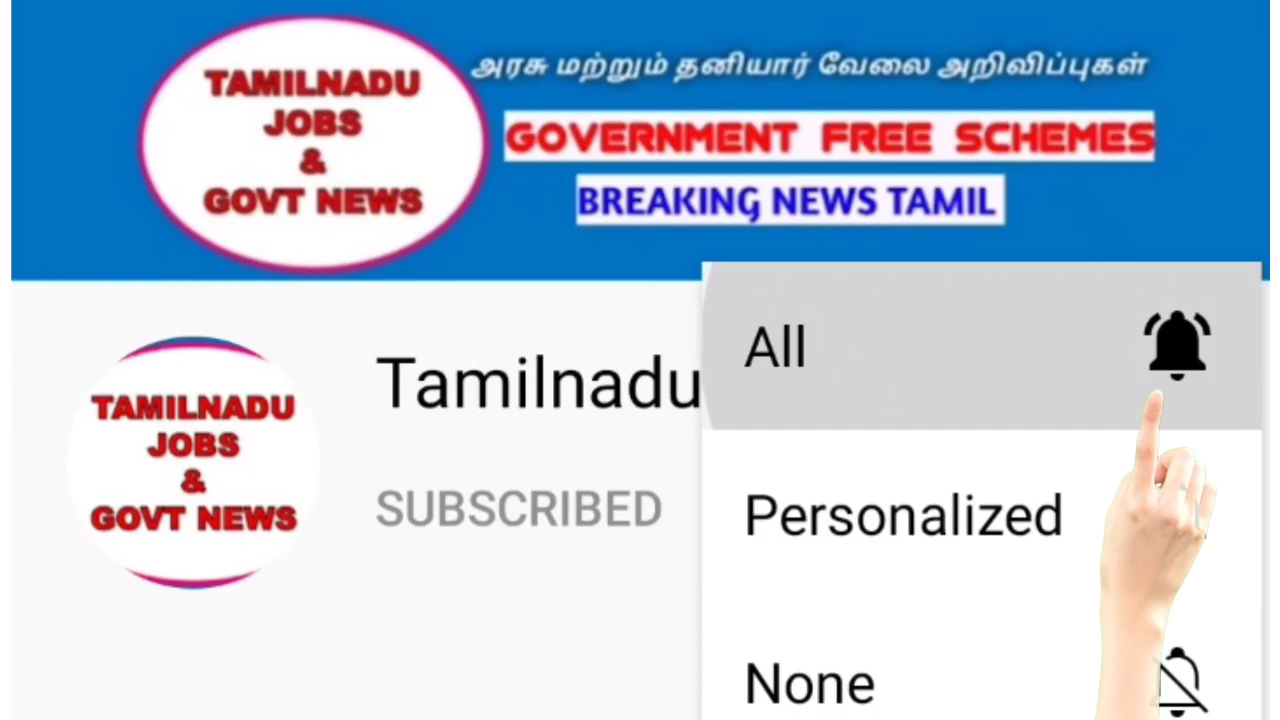 TAMILNADU
JOBS
&
GOVT NEWS
அரசு மற்றும் தனியார் வேலை அறிவிப்புகள்
GOVERNMENT FREE SCHEMES
BREAKING NEWS TAMIL
TAMILNADU
JOBS
&
GOVT NEWS
Tamilnadu
SUBSCRIBED
All
Personalized
None